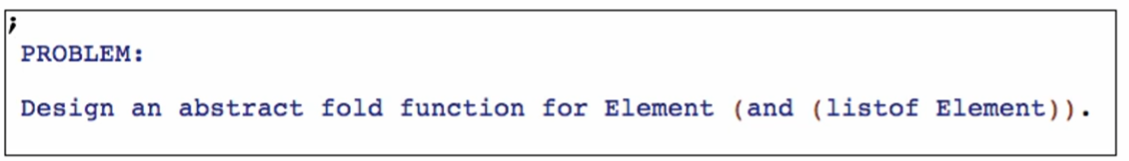 ;
PROBLEM:
Design an abstract fold function for Element (and (listof Element)).